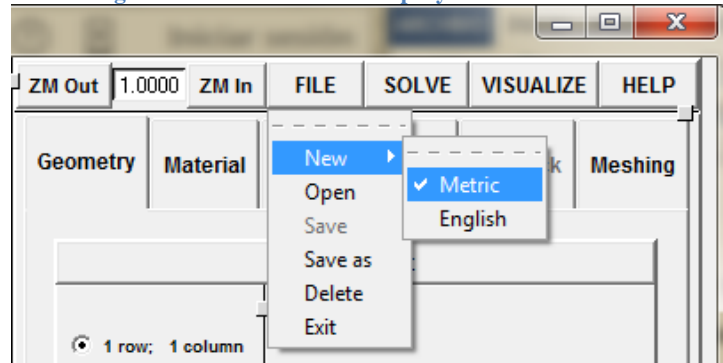 ZM Out 1.0000 ZM In FILE SOLVE VISUALIZE HELP
Geometry Material k Meshing
New
Open
Save
Save as
Delete
Exit
Metric
English
1 row; 1 column